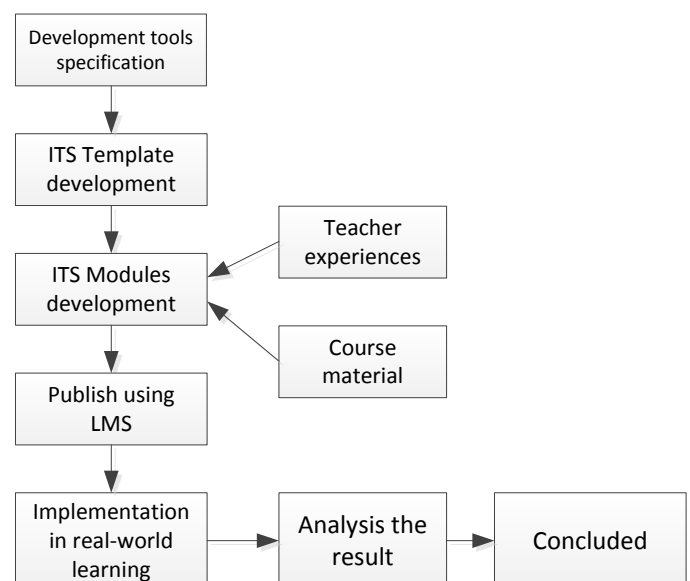 Development tools
specification
ITS Template
development
ITS Modules
development
Teacher
experiences
Course
material
Publish using
LMS
Implementation
in real-world
learning
Analysis the
result
Concluded